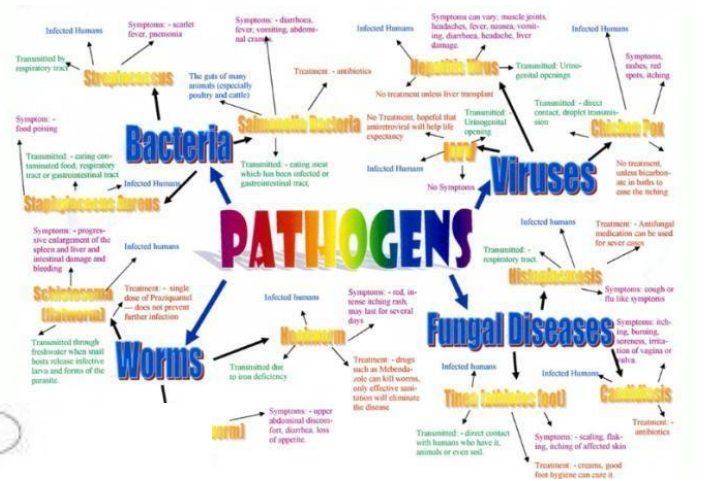 PATHOGENS
Bacteria
Streptococcus
Infected Humans
Symptoms: - scarlet
fever, pnemonia
Transmitted by
respiratory tract
Salmonella Bacteria
Symptoms: - diarrhoea,
fever, vomiting, abdomi-
nal cramps
Treatment: - antibiotics
The guts of many
animals (especially
poultry and cattle)
Transmitted: - eating meat
which has been infected or
gastrointestinal tract.
Staphylococcus Aureus
Symptom: -
food poising
Transmitted: - eating con-
taminated food, respiratory
tract or gastrointestinal tract
Infected Humans
Viruses
Hepatitis Virus
Infected Humans
Symptoms can vary; muscle joints,
headaches, fever, nausea, vomit-
ing, diarrhoea, headache, liver
damage.
Transmitted: Urino-
genital openings
No treatment unless liver transplant
No Treatment, hopeful that
antiretroviral will help life
expectancy
Transmitted: -
Urinogenital
opening
Infected Humans
No Symptoms
Chicken Pox
Infected Humans
Symptoms,
rashes, red
spots, itching
Transmitted: - direct
contact, droplet transmis-
sion
No treatment,
unless bicarbon-
ate in baths to
ease the itching
Worms
Schistosoma
(flatworm)
Symptoms: - progres-
sive enlargement of the
spleen and liver and
intestinal damage and
bleeding
Infected humans
Treatment: - single
dose of Praziquantel
— does not prevent
further infection
Transmitted through
freshwater when snail
hosts release infective
larva and forms of the
parasite.
Hookworm
Infected humans
Symptoms: - red, in-
tense itching rash,
may last for several
days
Transmitted due
to iron deficiency
Treatment: - drugs
such as Mebenda-
zole can kill worms,
only effective sani-
tation will eliminate
the disease
worm)
Symptoms: - upper
abdominal discom-
fort, diarrhea, loss
of appetite.
Fungal Diseases
Histoplasmosis
Infected humans
Treatment: - Antifungal
medication can be used
for sever cases
Transmitted: -
respiratory tract
Symptoms: cough or
flu like symptoms
Tinea (athletes foot)
Infected humans
Transmitted: - direct contact
with humans who have it,
animals or even soil.
Symptoms: - scaling, flak-
ing, itching of affected skin
Treatment: - creams, good
foot hygiene can cure it.
Candidiasis
Infected Humans
Symptoms: itch-
ing, burning,
soreness, irrita-
tion of vagina or
vulva.
Treatment: -
antibiotics